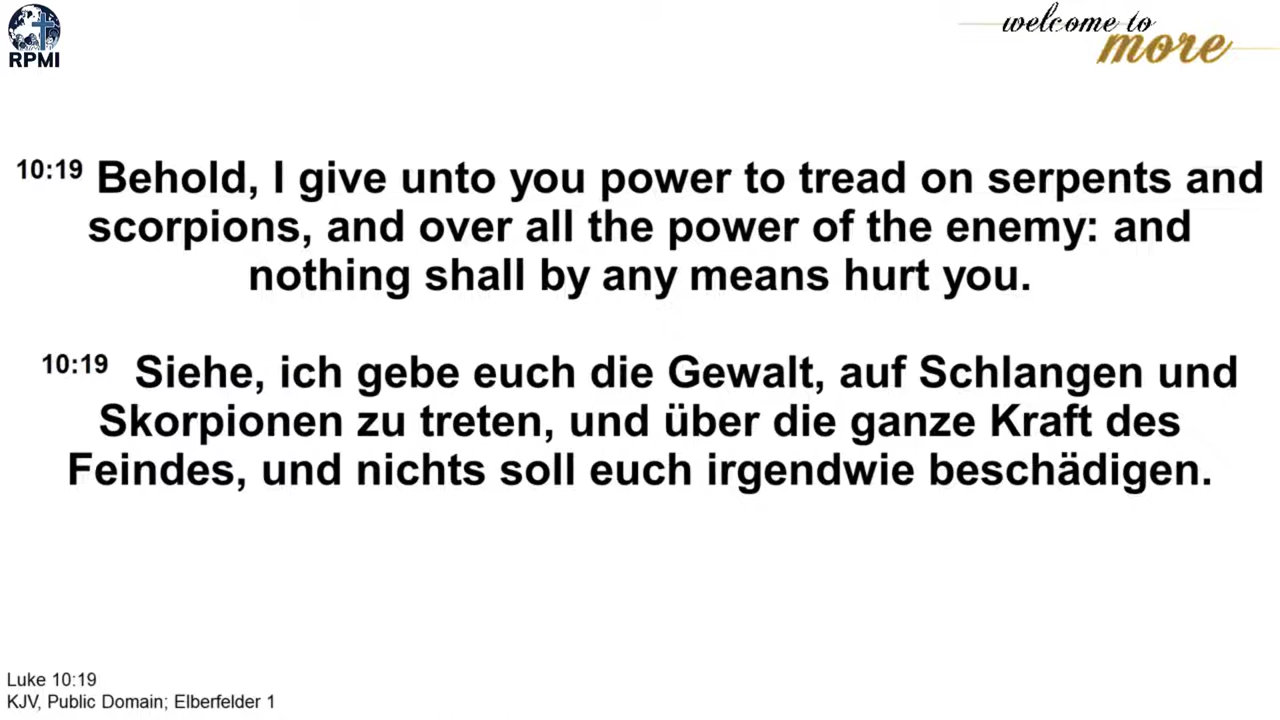 RPMI
welcome to
more
10:19 Behold, I give unto you power to tread on serpents and
scorpions, and over all the power of the enemy: and
nothing shall by any means hurt you.
10:19 Siehe, ich gebe euch die Gewalt, auf Schlangen und
Skorpionen zu treten, und über die ganze Kraft des
Feindes, und nichts soll euch irgendwie beschädigen.
Luke 10:19
KJV, Public Domain; Elberfelder 1